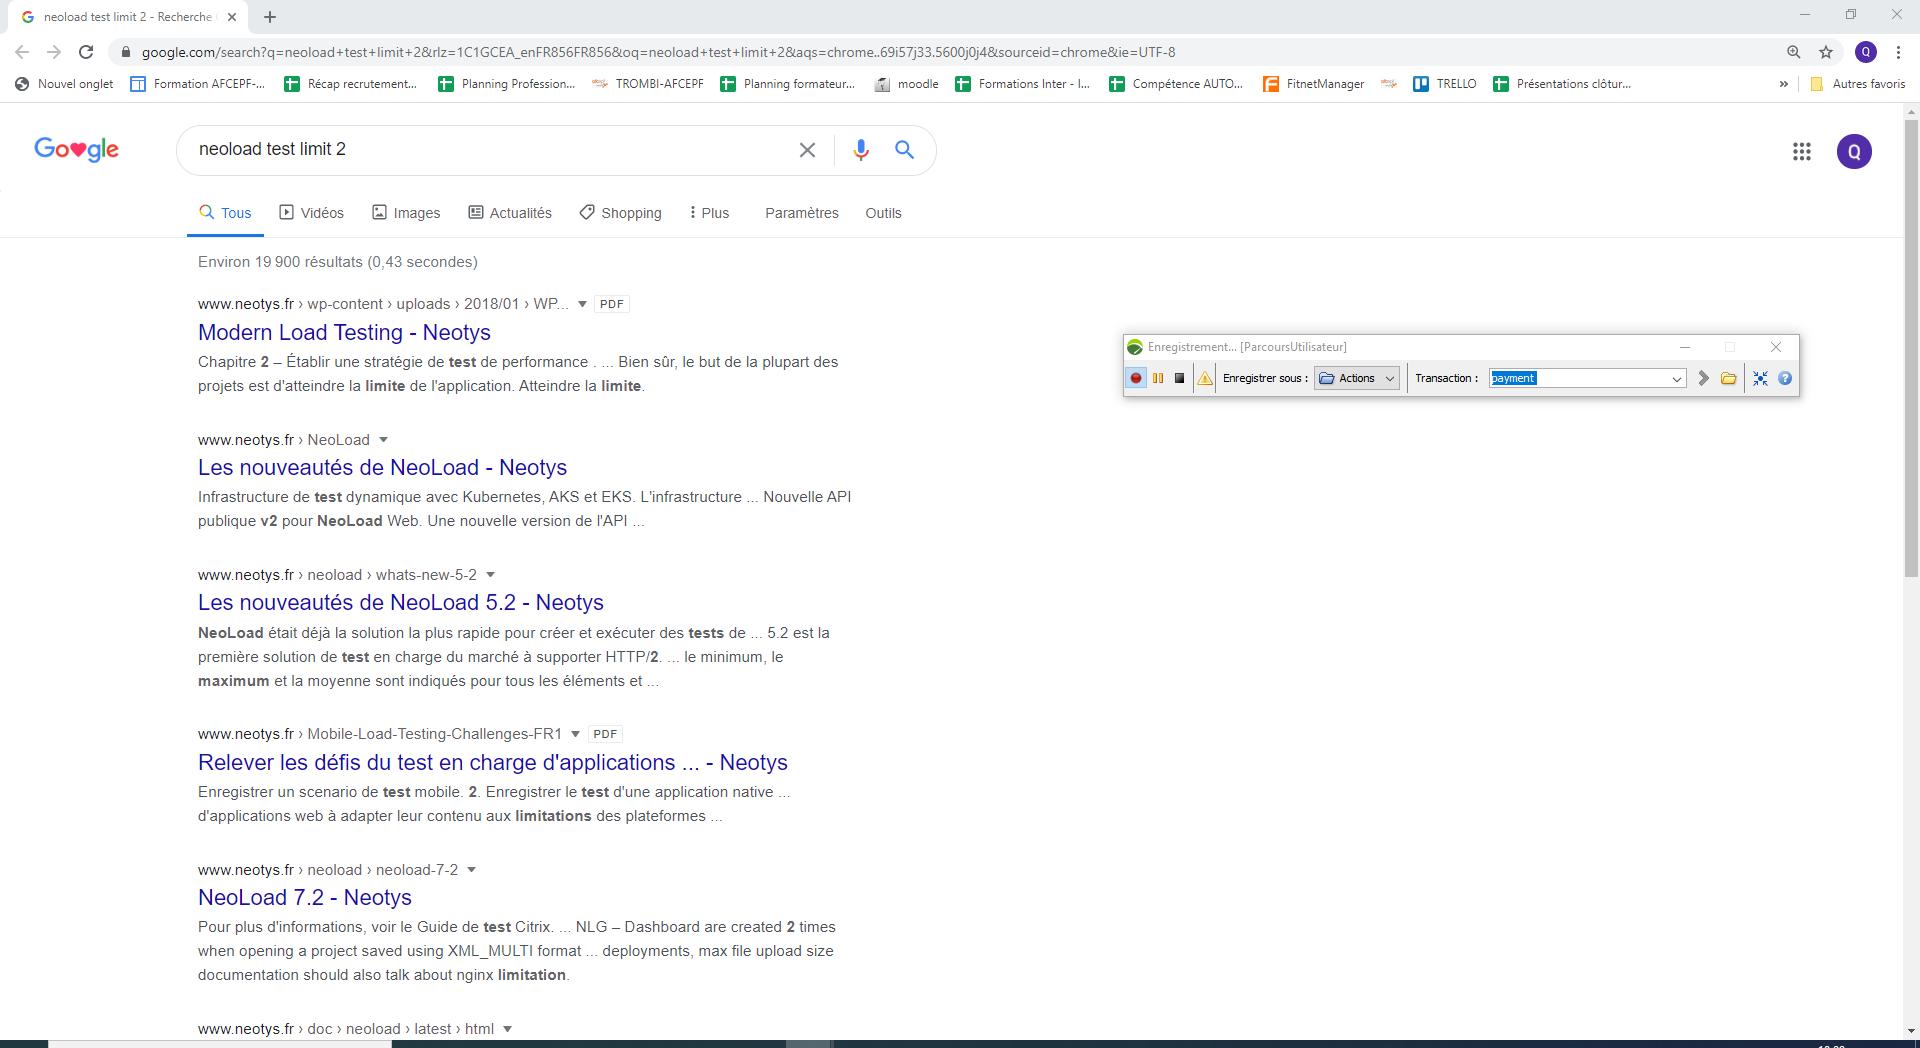 neoload test limit 2 - Recherche
google.com/search?q=neoload+test+limit+2&rlz=1C1GCEA_enFR856FR856&oq=neoload+test+limit+2&aqs=chrome..69i57j33.5600j0j4&sourceid=chrome&ie=UTF-8
Q
Nouvel onglet Formation AFCEPF-... Récap recrutement... Planning Profession... TROMBI-AFCEPF Planning formateur... moodle Formations Inter - I... Compétence AUTO... FitnetManager TRELLO Présentations clôtur... » Autres favoris
Google
neoload test limit 2
Q
Tous Vidéos Images Actualités Shopping Plus Paramètres Outils
Environ 19 900 résultats (0,43 secondes)
www.neotys.fr › wp-content › uploads › 2018/01 › WP... PDF
Modern Load Testing - Neotys
Chapitre 2 – Établir une stratégie de test de performance . ... Bien sûr, le but de la plupart des
projets est d'atteindre la limite de l'application. Atteindre la limite.
Enregistrement... [ParcoursUtilisateur]
Enregistrer sous : Actions Transaction : payment
www.neotys.fr › NeoLoad
Les nouveautés de NeoLoad - Neotys
Infrastructure de test dynamique avec Kubernetes, AKS et EKS. L'infrastructure ... Nouvelle API
publique v2 pour NeoLoad Web. Une nouvelle version de l'API ...
www.neotys.fr › neoload › whats-new-5-2
Les nouveautés de NeoLoad 5.2 - Neotys
NeoLoad était déjà la solution la plus rapide pour créer et exécuter des tests de ... 5.2 est la
première solution de test en charge du marché à supporter HTTP/2. ... le minimum, le
maximum et la moyenne sont indiqués pour tous les éléments et ...
www.neotys.fr › Mobile-Load-Testing-Challenges-FR1 PDF
Relever les défis du test en charge d'applications ... - Neotys
Enregistrer un scenario de test mobile. 2. Enregistrer le test d'une application native ...
d'applications web à adapter leur contenu aux limitations des plateformes ...
www.neotys.fr › neoload › neoload-7-2
NeoLoad 7.2 - Neotys
Pour plus d'informations, voir le Guide de test Citrix. ... NLG – Dashboard are created 2 times
when opening a project saved using XML_MULTI format ... deployments, max file upload size
documentation should also talk about nginx limitation.
www.neotys.fr › doc › neoload › latest › html